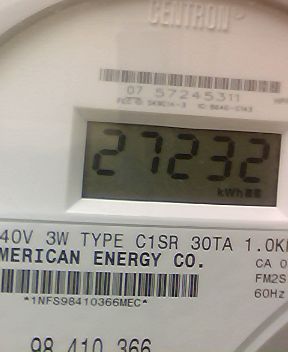 CENTRON
07 57245311
27232
kWh
40V 3W TYPE C1SR 30TA 1.0K
MERICAN ENERGY CO.
CA 0
FM2S
60Hz
*1NFS98410366MEC*
98 410 366